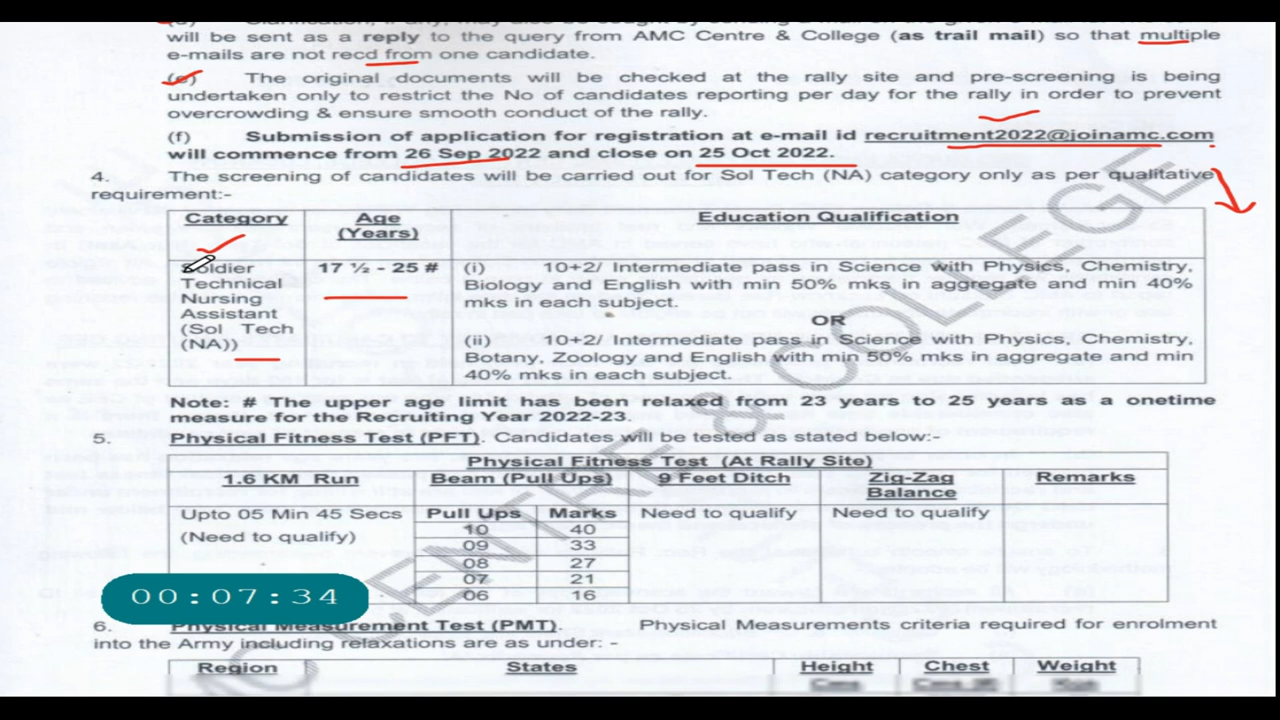 will be sent as a reply to the query from AMC Centre & College (as trail mail) so that multiple
e-mails are not recd from one candidate.
(e) The original documents will be checked at the rally site and pre-screening is being
undertaken only to restrict the No of candidates reporting per day for the rally in order to prevent
overcrowding & ensure smooth conduct of the rally.
(f) Submission of application for registration at e-mail id recruitment2022@joinamc.com
will commence from 26 Sep 2022 and close on 25 Oct 2022.
4. The screening of candidates will be carried out for Sol Tech (NA) category only as per qualitative
requirement:-
Category Age Education Qualification
(Years)
Soldier 17 ½ - 25 # (i) 10+2/ Intermediate pass in Science with Physics, Chemistry,
Technical Biology and English with min 50% mks in aggregate and min 40%
Nursing mks in each subject.
Assistant OR
(Sol Tech (ii) 10+2/ Intermediate pass in Science with Physics, Chemistry,
(NA)) Botany, Zoology and English with min 50% mks in aggregate and min
40% mks in each subject.
Note: # The upper age limit has been relaxed from 23 years to 25 years as a onetime
measure for the Recruiting Year 2022-23.
5. Physical Fitness Test (PFT). Candidates will be tested as stated below:-
Physical Fitness Test (At Rally Site)
1.6 KM Run Beam (Pull Ups) 9 Feet Ditch Zig-Zag Remarks
Balance
Upto 05 Min 45 Secs Pull Ups Marks Need to qualify Need to qualify
(Need to qualify) 10 40
09 33
08 27
07 21
06 16
00:07:34
6. Physical Measurement Test (PMT). Physical Measurements criteria required for enrolment
into the Army including relaxations are as under: -
Region States Height Chest Weight
CENTRE & COLLEGE